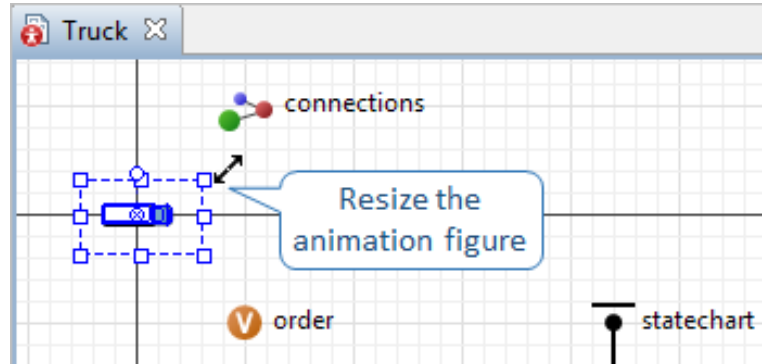 Truck
connections
Resize the
animation figure
V order
statechart